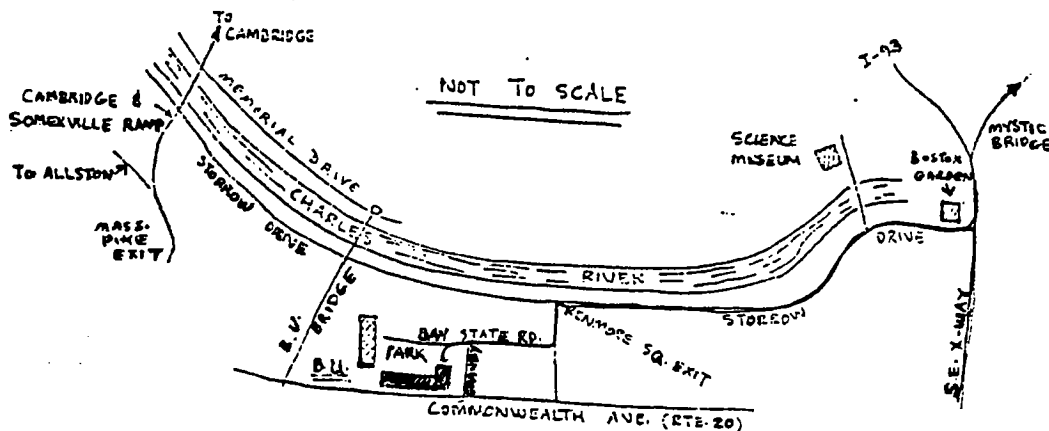 TO
CAMBRIDGE
I-93
NOT TO SCALE
MEMORIAL DRIVE
CAMBRIDGE &
SOMERVILLE RAMP
MYSTIC
BRIDGE
SCIENCE
MUSEUM
BOSTON
GARDEN
TO ALLSTON
STORROW DRIVE
CHARLES
RIVER
MASS.
PIKE
EXIT
DRIVE
STORROW
B.U.
BRIDGE
KENMORE SQ. EXIT
BAY STATE RD.
PARK
B.U.
S.E. X-WAY
COMMONWEALTH AVE. (RTE-20)